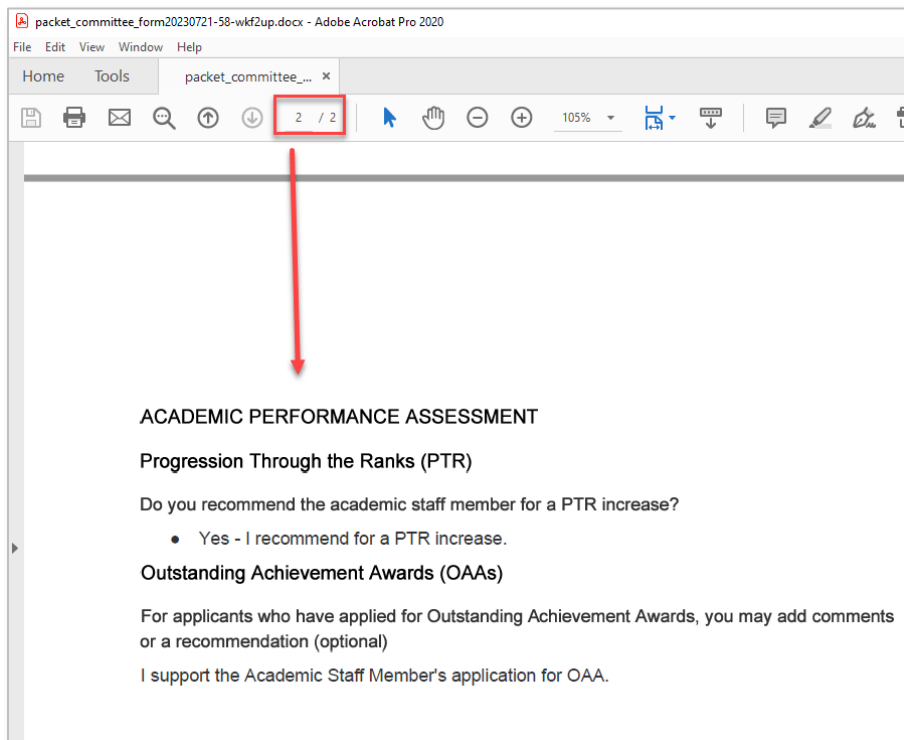 packet_committee_form20230721-58-wkf2up.docx - Adobe Acrobat Pro 2020
File Edit View Window Help
Home Tools packet_committee_... ×
2 / 2 105%
ACADEMIC PERFORMANCE ASSESSMENT
Progression Through the Ranks (PTR)
Do you recommend the academic staff member for a PTR increase?
● Yes - I recommend for a PTR increase.
Outstanding Achievement Awards (OAAs)
For applicants who have applied for Outstanding Achievement Awards, you may add comments
or a recommendation (optional)
I support the Academic Staff Member's application for OAA.